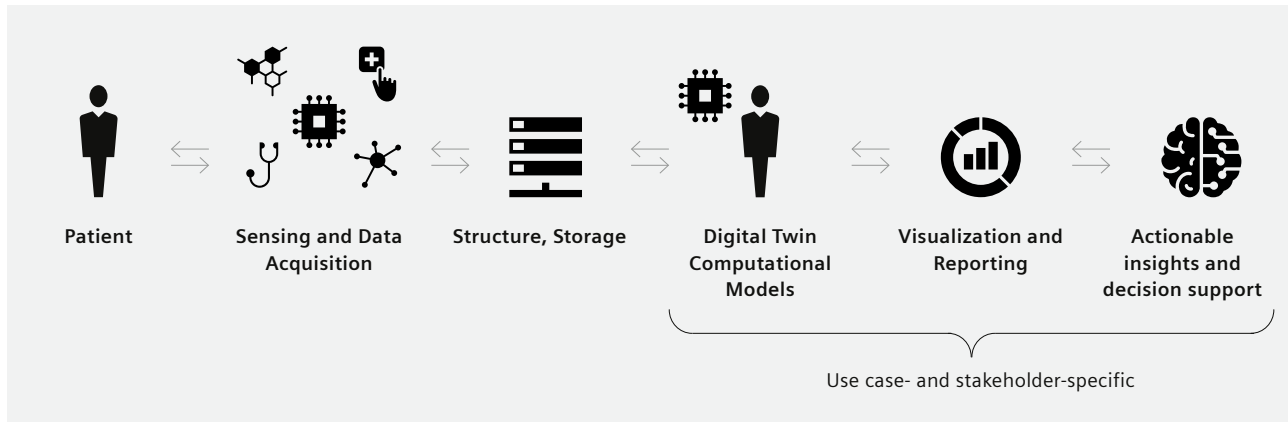 Patient
Sensing and Data
Acquisition
Structure, Storage
Digital Twin
Computational
Models
Visualization and
Reporting
Actionable
insights and
decision support
Use case- and stakeholder-specific